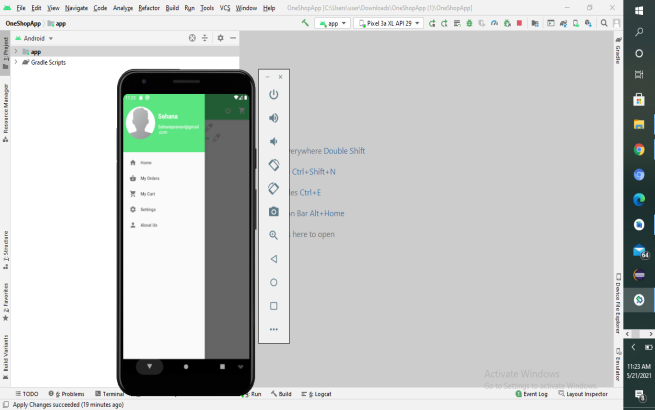 File Edit View Navigate Code Analyze Refactor Build Run Tools VCS Window Help OneShopApp [C:\Users\user\Downloads\OneShopApp (1)\OneShopApp]
OneShopApp app
app Pixel 3a XL API 29
Android
app
Gradle Scripts
1: Project
Resource Manager
7: Structure
2: Favorites
Build Variants
Gradle
Device File Explorer
Emulator
11:23
Sahana
Home
My Orders
My Cart
Settings
About Us
Everywhere Double Shift
Ctrl+Shift+N
Ctrl+E
Bar Alt+Home
here to open
Activate Windows
Go to Settings to activate Windows.
TODO 6: Problems Terminal Run Build 6: Logcat Event Log Layout Inspector
Apply Changes succeeded (19 minutes ago)
64
11:23 AM
5/21/2021